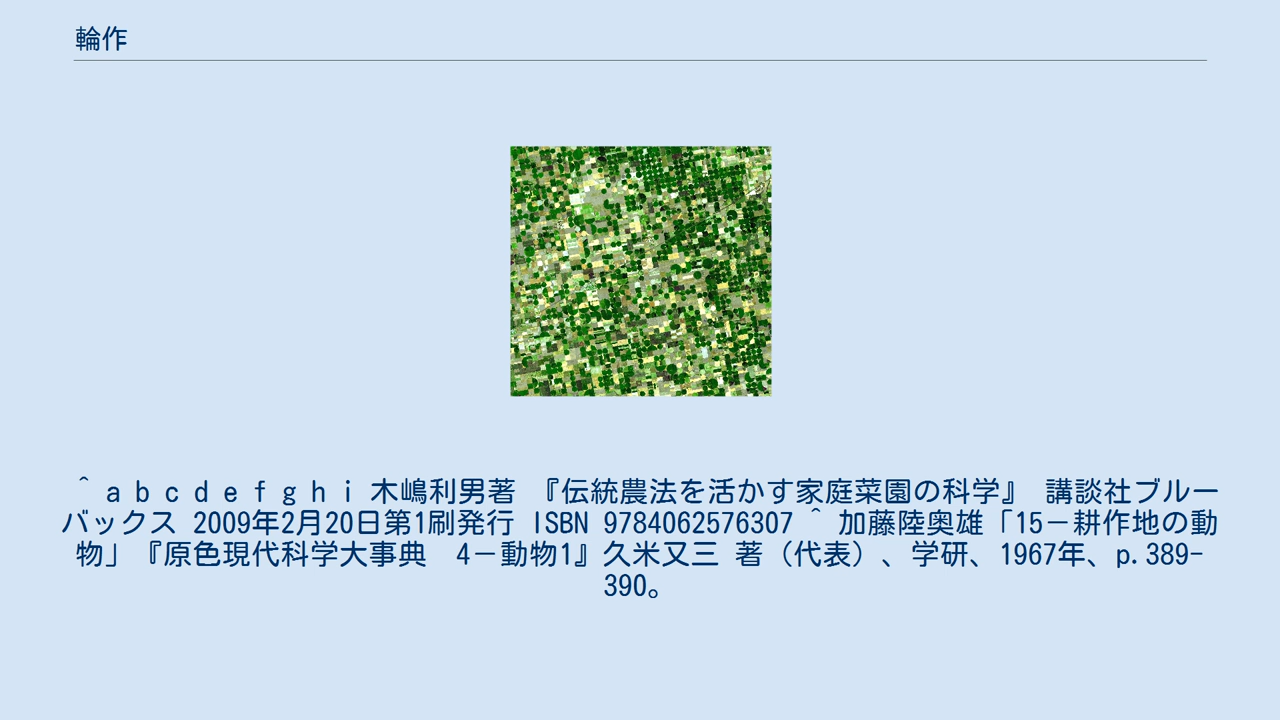 輪作
^ a b c d e f g h i 木嶋利男著 『伝統農法を活かす家庭菜園の科学』 講談社ブルー
バックス 2009年2月20日第1刷発行 ISBN 9784062576307 ^ 加藤陸奥雄「15－耕作地の動
物」『原色現代科学大事典　4－動物1』久米又三 著（代表）、学研、1967年、p.389-
390。